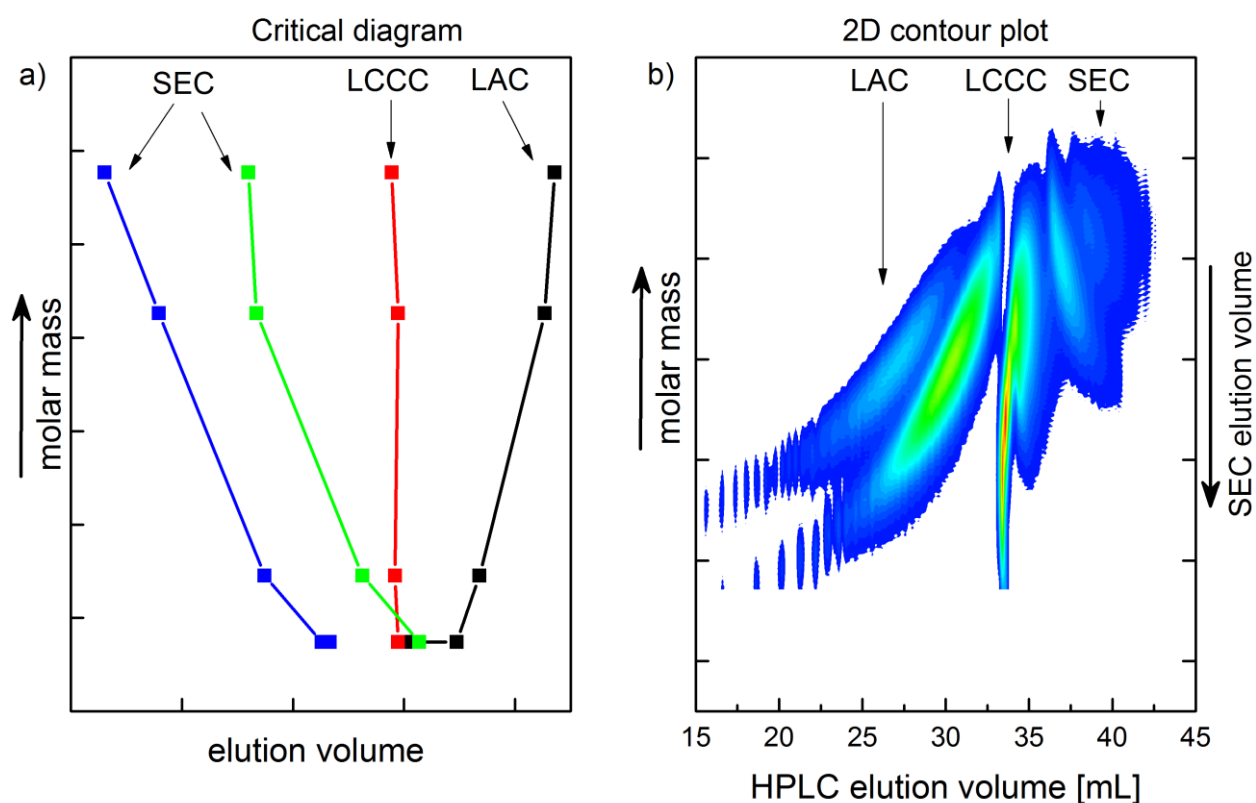 Critical diagram
a)
SEC
LCCC
LAC
molar mass
elution volume
2D contour plot
b)
LAC
LCCC
SEC
molar mass
SEC elution volume
15 20 25 30 35 40 45
HPLC elution volume [mL]